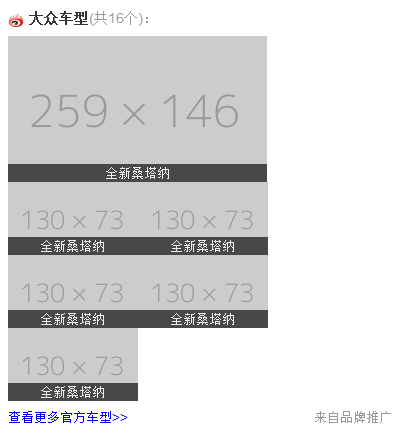 大众车型(共16个):
259 × 146
全新桑塔纳
130 × 73 130 × 73
全新桑塔纳 全新桑塔纳
130 × 73 130 × 73
全新桑塔纳 全新桑塔纳
130 × 73
全新桑塔纳
查看更多官方车型>> 来自品牌推广